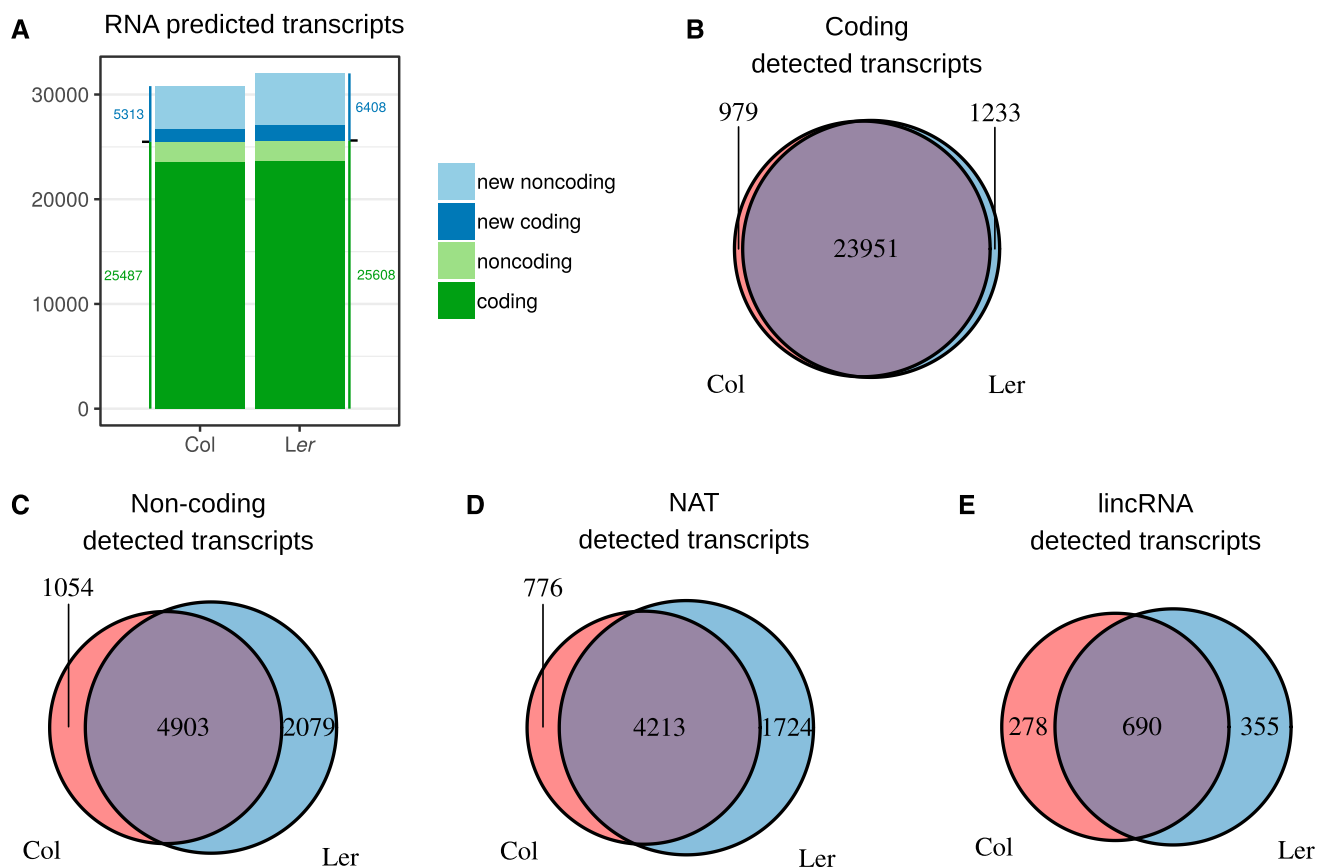 A
RNA predicted transcripts
30000
20000
10000
0
5313
25487
6408
25608
Col
Ler
new noncoding
new coding
noncoding
coding
B
Coding
detected transcripts
979
1233
23951
Col
Ler
C
Non-coding
detected transcripts
1054
4903
2079
Col
Ler
D
NAT
detected transcripts
776
4213
1724
Col
Ler
E
lincRNA
detected transcripts
278
690
355
Col
Ler